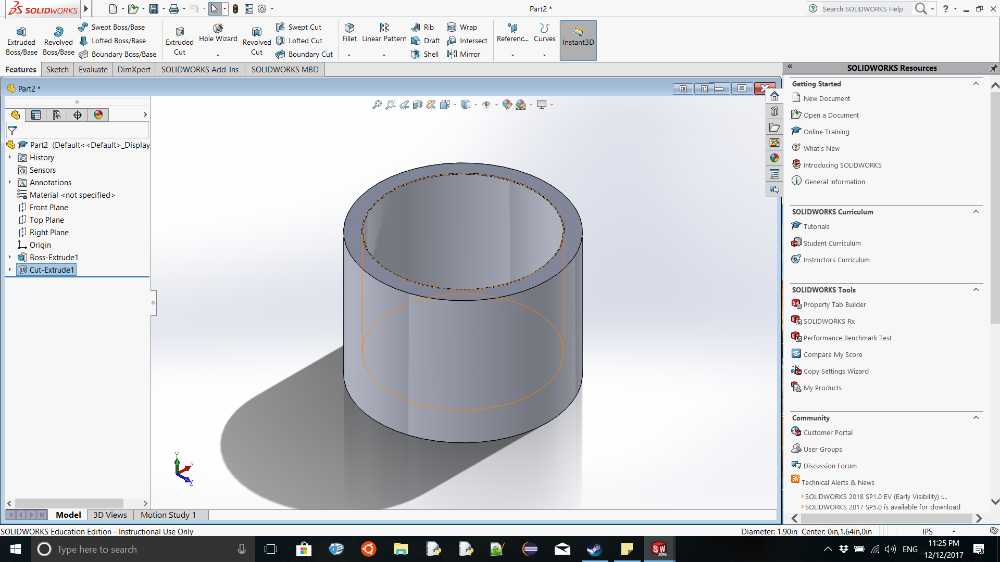 SOLIDWORKS
Part2 *
Search SOLIDWORKS Help
?
Extruded Boss/Base
Revolved Boss/Base
Swept Boss/Base
Lofted Boss/Base
Boundary Boss/Base
Extruded Cut
Hole Wizard
Revolved Cut
Swept Cut
Lofted Cut
Boundary Cut
Fillet
Linear Pattern
Rib
Draft
Shell
Wrap
Intersect
Mirror
Referenc...
Curves
Instant3D
Features
Sketch
Evaluate
DimXpert
SOLIDWORKS Add-Ins
SOLIDWORKS MBD
Part2 *
Part2 (Default<<Default>_Display
History
Sensors
Annotations
Material <not specified>
Front Plane
Top Plane
Right Plane
Origin
Boss-Extrude1
Cut-Extrude1
Y
X
Z
Model
3D Views
Motion Study 1
SOLIDWORKS Resources
Getting Started
New Document
Open a Document
Online Training
What's New
Introducing SOLIDWORKS
General Information
SOLIDWORKS Curriculum
Tutorials
Student Curriculum
Instructors Curriculum
SOLIDWORKS Tools
Property Tab Builder
SOLIDWORKS Rx
Performance Benchmark Test
Compare My Score
Copy Settings Wizard
My Products
Community
Customer Portal
User Groups
Discussion Forum
Technical Alerts & News
SOLIDWORKS 2018 SP1.0 EV (Early Visibility) i...
SOLIDWORKS 2017 SP5.0 is available for download
SOLIDWORKS Education Edition - Instructional Use Only
Diameter: 1.90in Center: 0in,1.64in,0in
IPS
Type here to search
SW
2016
ENG
11:25 PM
12/12/2017